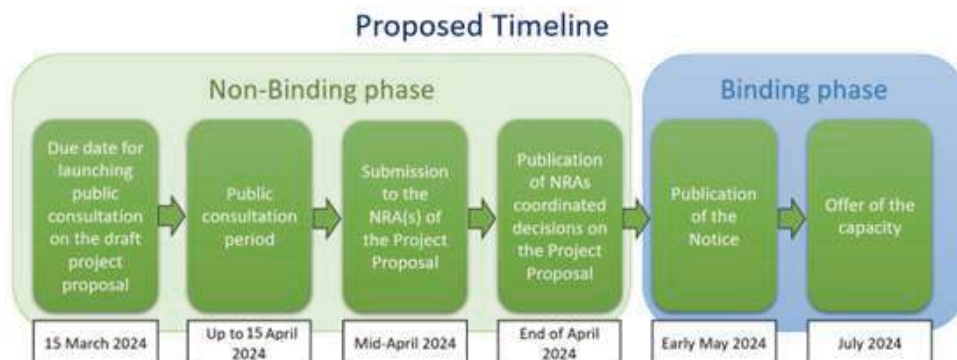 Proposed Timeline
Non-Binding phase
Binding phase
Due date for
launching
public
consultation
on the draft
project
proposal
Public
consultation
period
Submission
to the
NRA(s) of
the Project
Proposal
Publication
of NRAs
coordinated
decisions on
the Project
Proposal
Publication
of the
Notice
Offer of the
capacity
15 March 2024
Up to 15 April
2024
Mid-April 2024
End of April
2024
Early May 2024
July 2024